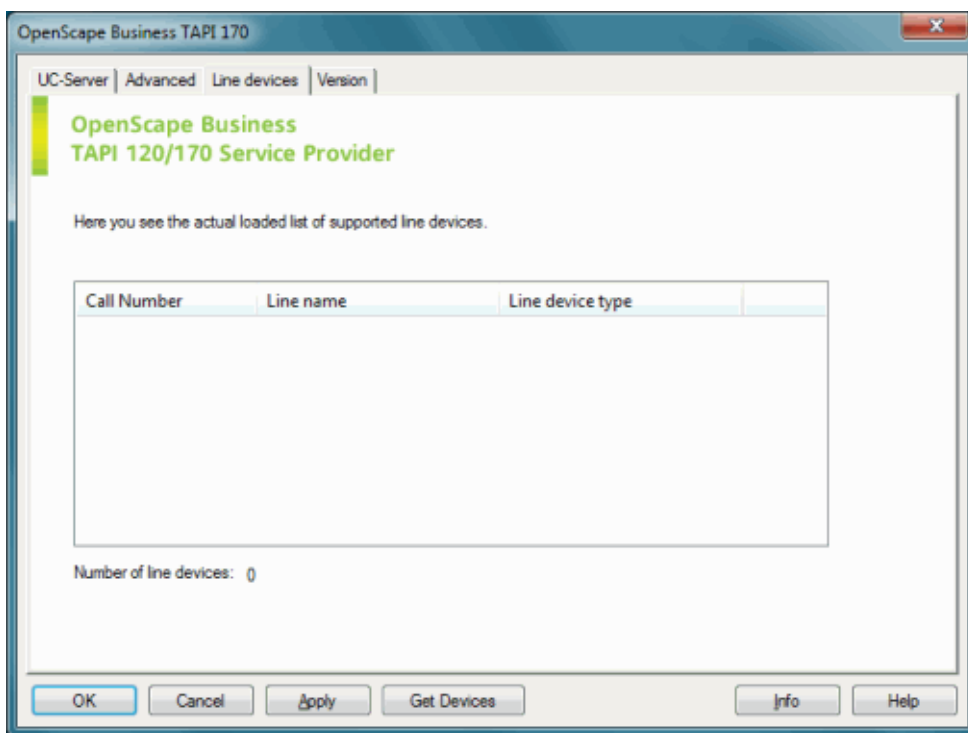 OpenScape Business TAPI 170
UC-Server Advanced Line devices Version
OpenScape Business
TAPI 120/170 Service Provider
Here you see the actual loaded list of supported line devices.
Call Number Line name Line device type
Number of line devices: 0
OK Cancel Apply Get Devices Info Help